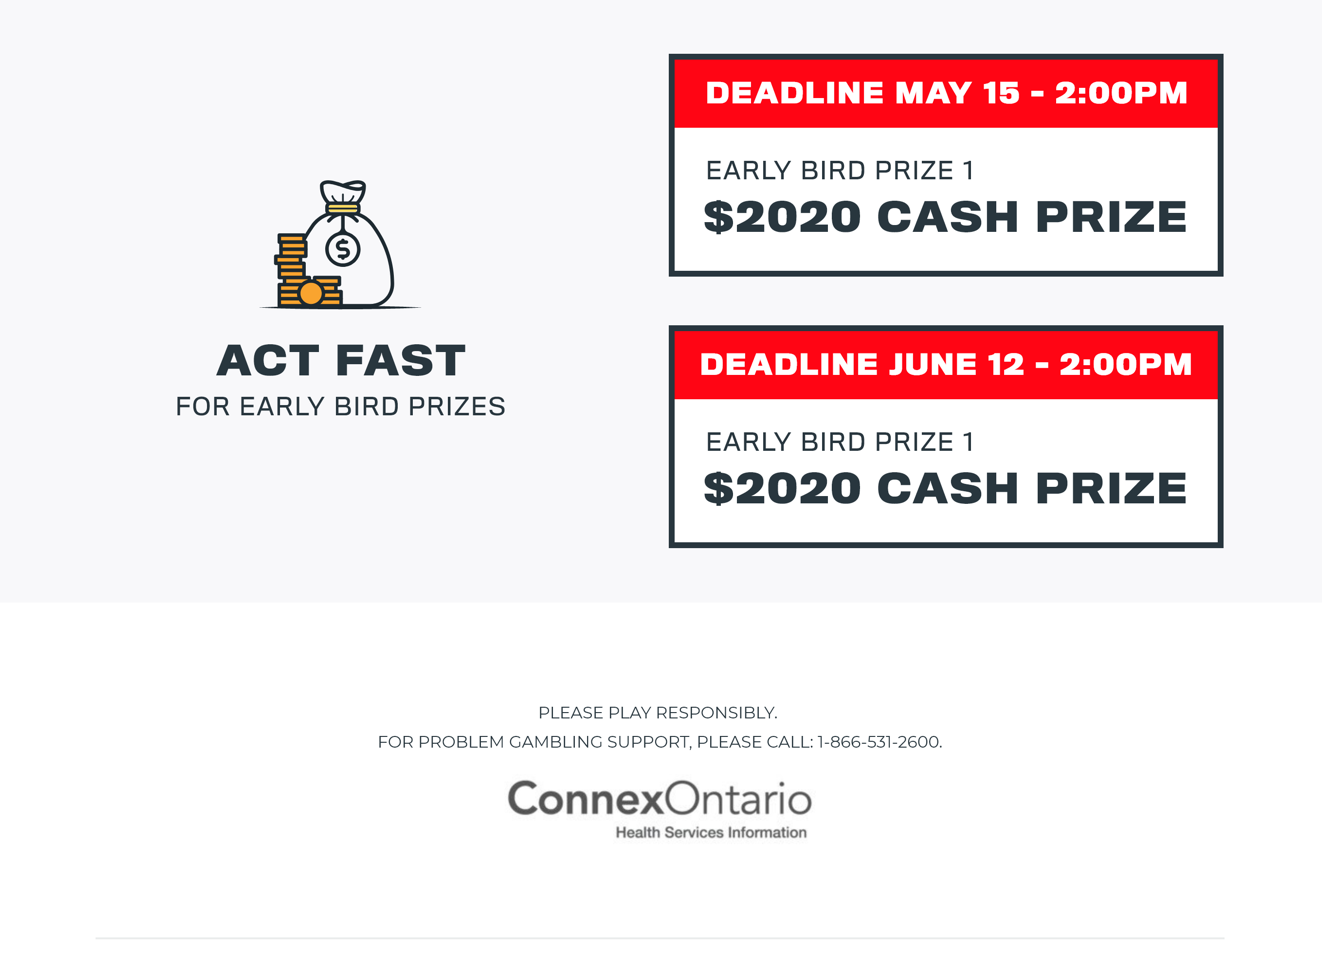 $
ACT FAST
FOR EARLY BIRD PRIZES
DEADLINE MAY 15 - 2:00PM
EARLY BIRD PRIZE 1
$2020 CASH PRIZE
DEADLINE JUNE 12 - 2:00PM
EARLY BIRD PRIZE 1
$2020 CASH PRIZE
PLEASE PLAY RESPONSIBLY.
FOR PROBLEM GAMBLING SUPPORT, PLEASE CALL: 1-866-531-2600.
ConnexOntario
Health Services Information